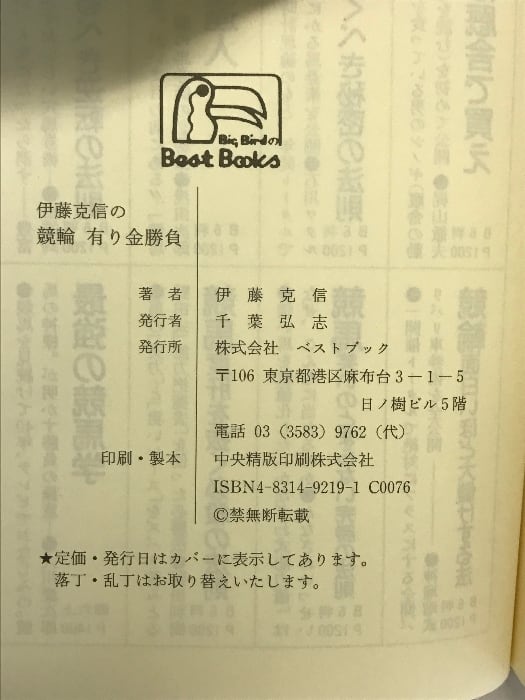 Big Birdの
Best Books
伊藤克信の
競輪 有り金勝負
著者 伊藤克信
発行者 千葉弘志
発行所 株式会社 ベストブック
〒106 東京都港区麻布台3－1－5
日ノ樹ビル5階
電話 03（3583）9762（代）
印刷・製本 中央精版印刷株式会社
ISBN4-8314-9219-1 C0076
©禁無断転載
★定価・発行日はカバーに表示してあります。
落丁・乱丁はお取り替えいたします。